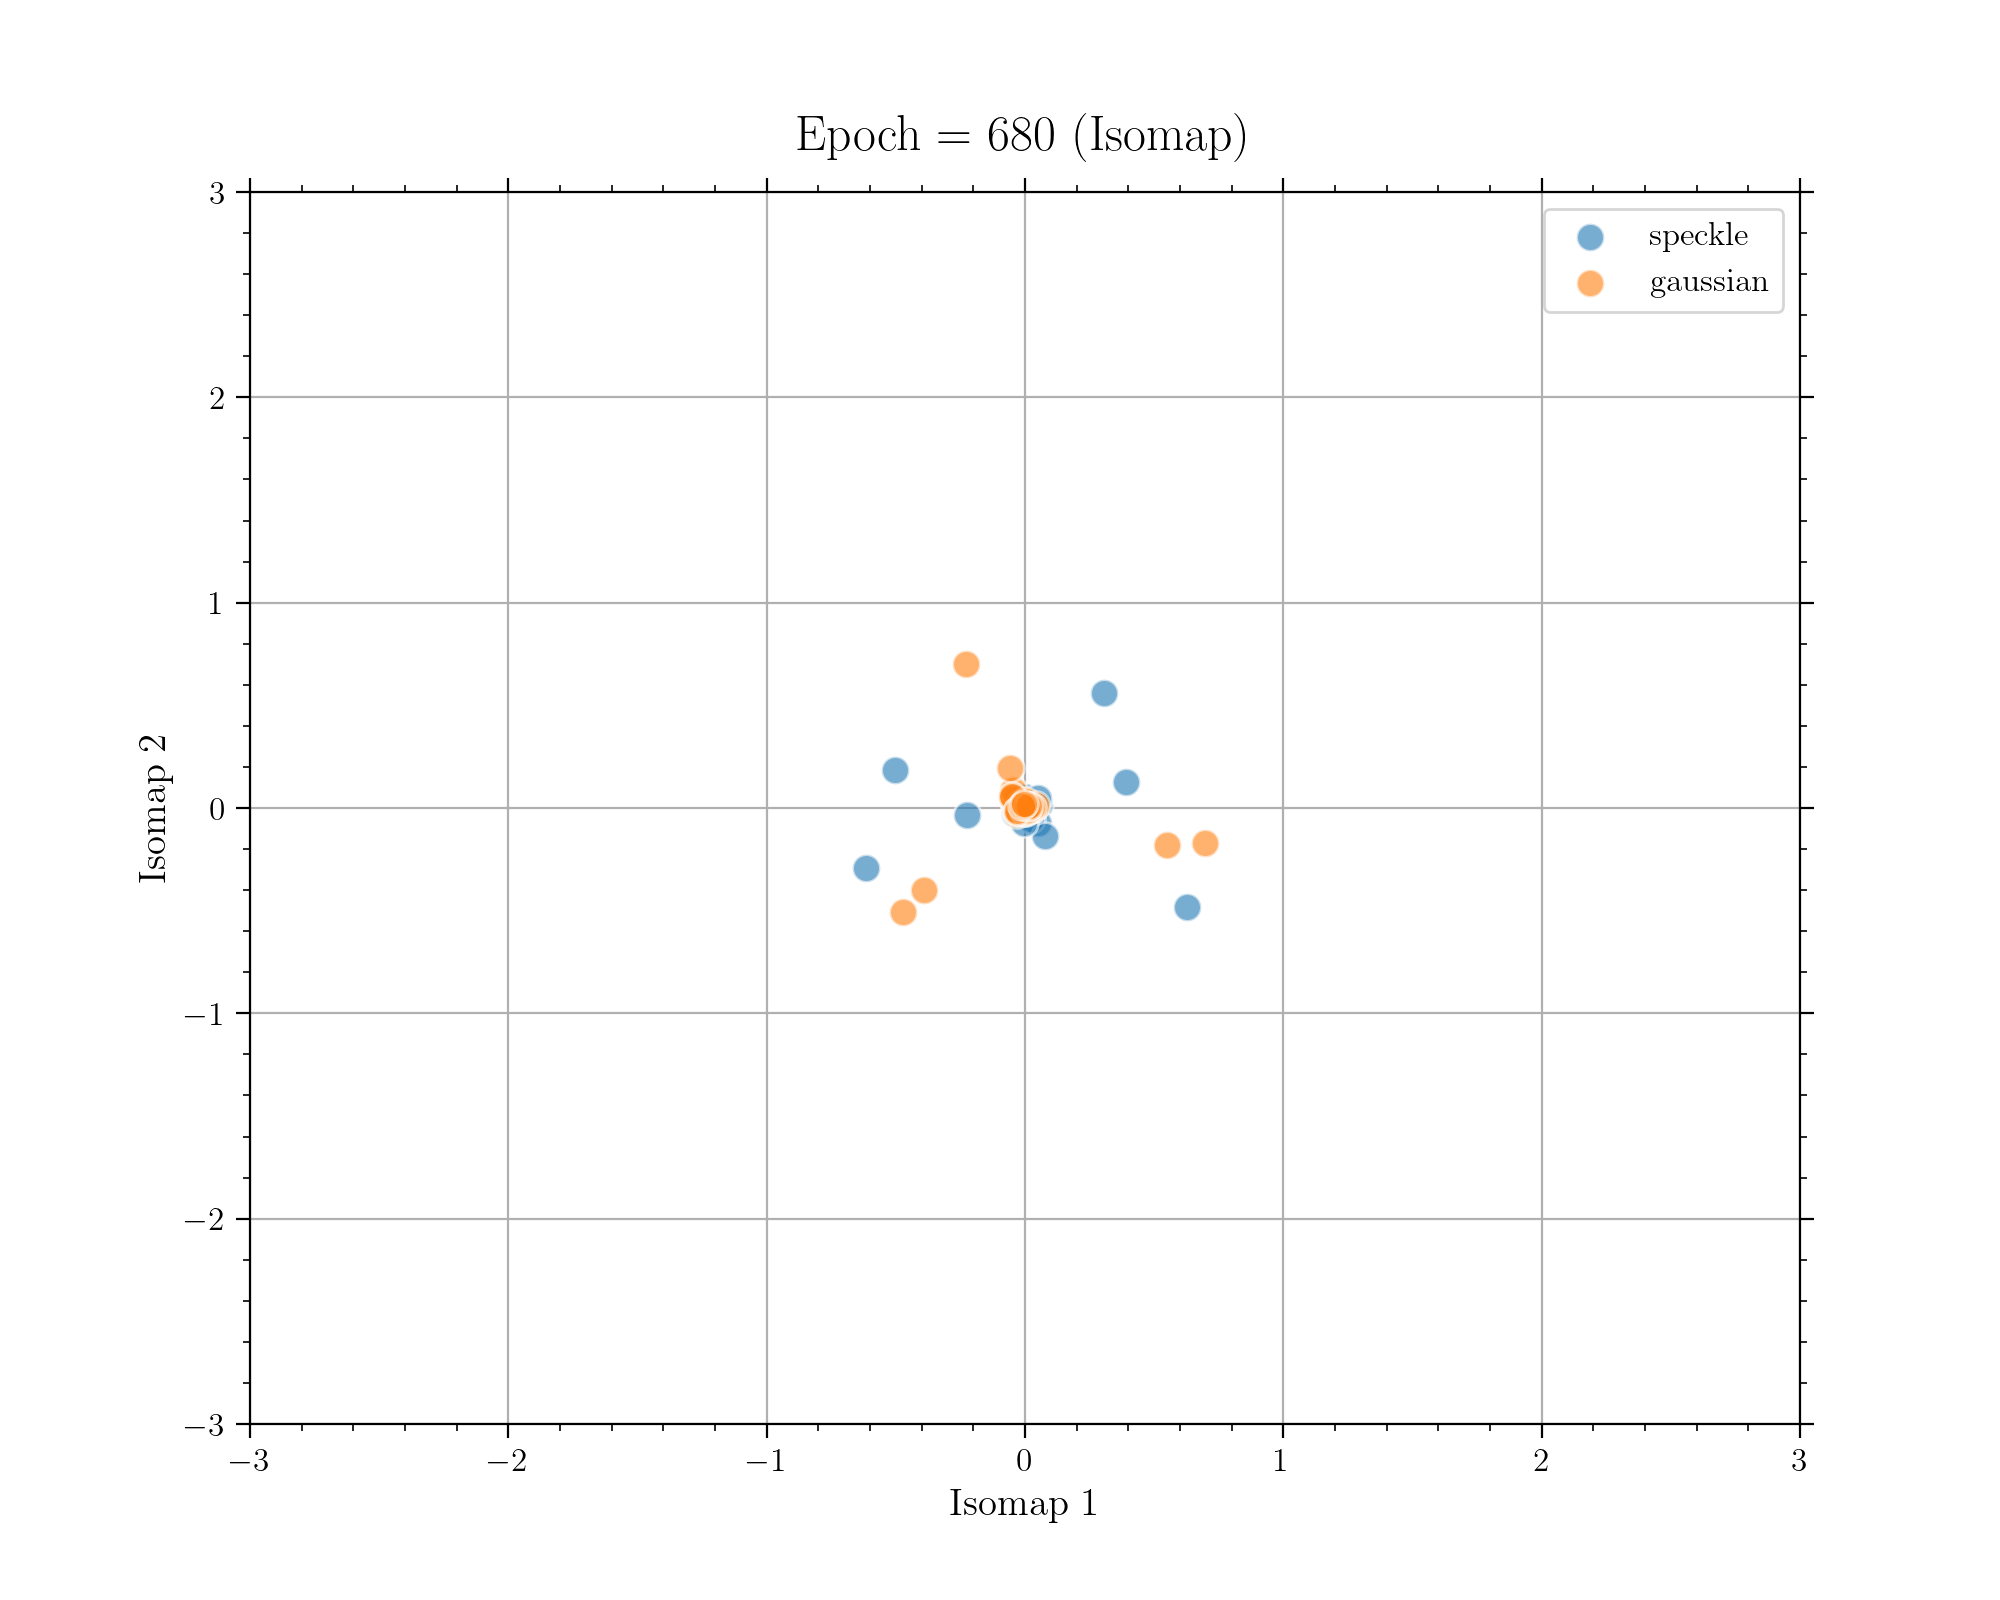 Epoch = 680 (Isomap)
speckle
gaussian
3
2
1
0
−1
−2
−3
Isomap 2
−3 −2 −1 0 1 2 3
Isomap 1